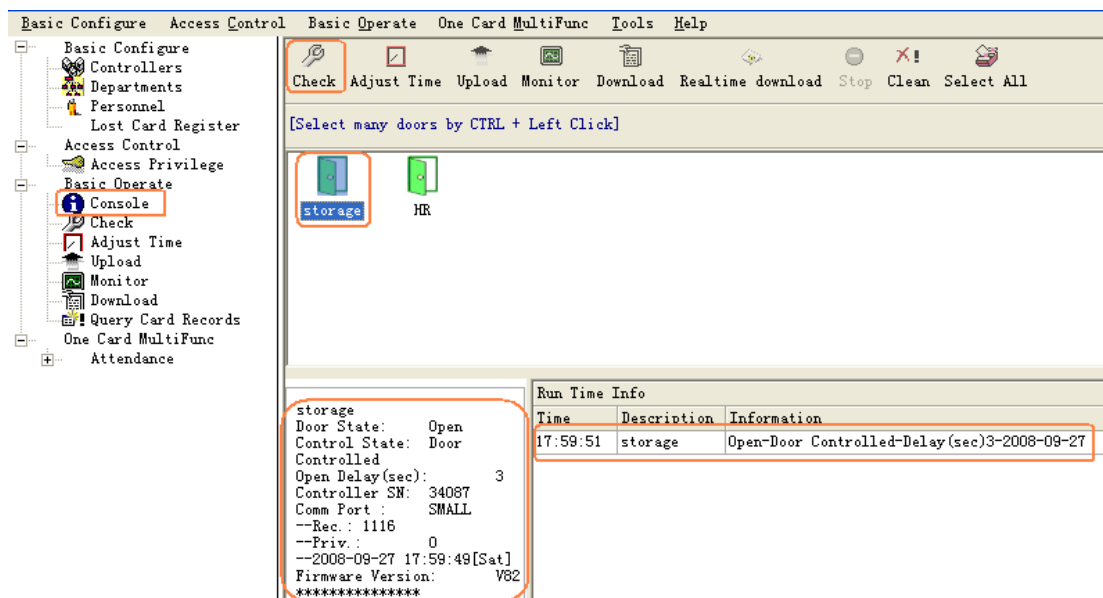 Basic Configure Access Control Basic Operate One Card MultiFunc Tools Help
Basic Configure
Controllers
Departments
Personnel
Lost Card Register
Access Control
Access Privilege
Basic Operate
Console
Check
Adjust Time
Upload
Monitor
Download
Query Card Records
One Card MultiFunc
Attendance
Check Adjust Time Upload Monitor Download Realtime download Stop Clean Select All
[Select many doors by CTRL + Left Click]
storage HR
storage
Door State: Open
Control State: Door
Controlled
Open Delay(sec): 3
Controller SN: 34087
Comm Port : SMALL
--Rec.: 1116
--Priv.: 0
--2008-09-27 17:59:49[Sat]
Firmware Version: V82
***************
Run Time Info
Time Description Information
17:59:51 storage Open-Door Controlled-Delay(sec)3-2008-09-27